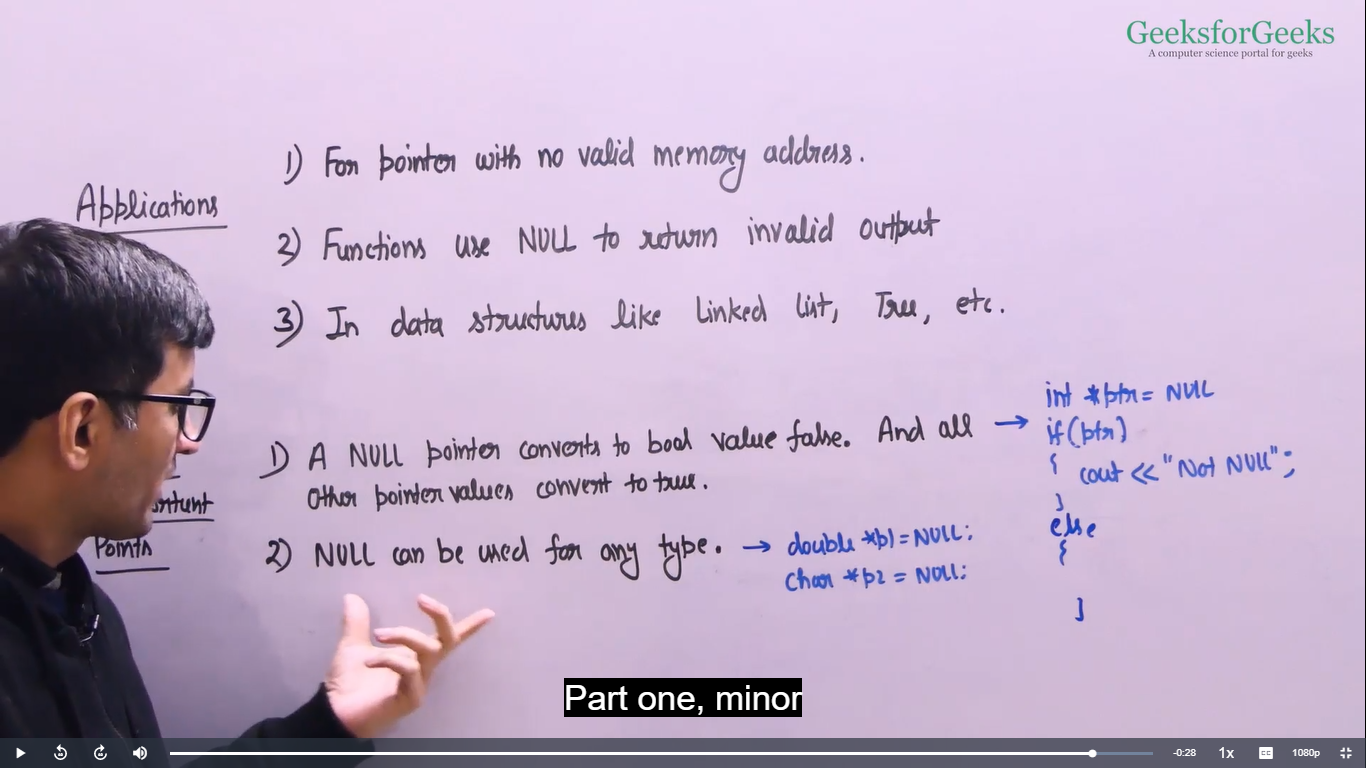 GeeksforGeeks
A computer science portal for geeks
Applications
1) For pointer with no valid memory address.
2) Functions use NULL to return invalid output
3) In data structures like Linked List, Tree, etc.
Points
1) A NULL pointer converts to bool value false. And all →
other pointer values convert to true.
2) NULL can be used for any type. → double *p1 = NULL;
char *p2 = NULL;
int *ptr = NULL
if(ptr)
{ cout << "Not NULL";
}
else
{
}
Part one, minor
-0:28
1x
CC
1080p